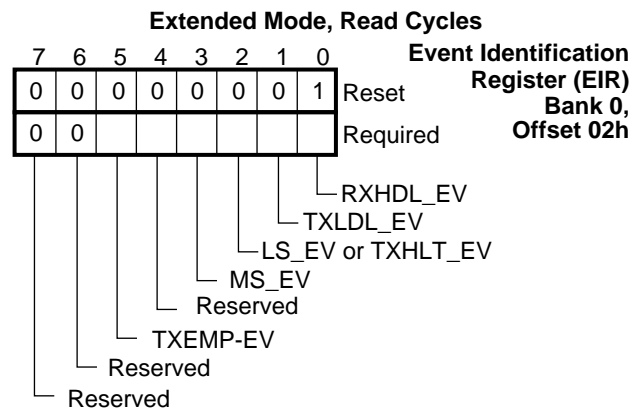 Extended Mode, Read Cycles
7 6 5 4 3 2 1 0
Event Identification
Register (EIR)
Bank 0,
Offset 02h
0 0 0 0 0 0 0 1 Reset
0 0 Required
RXHDL_EV
TXLDL_EV
LS_EV or TXHLT_EV
MS_EV
Reserved
TXEMP-EV
Reserved
Reserved